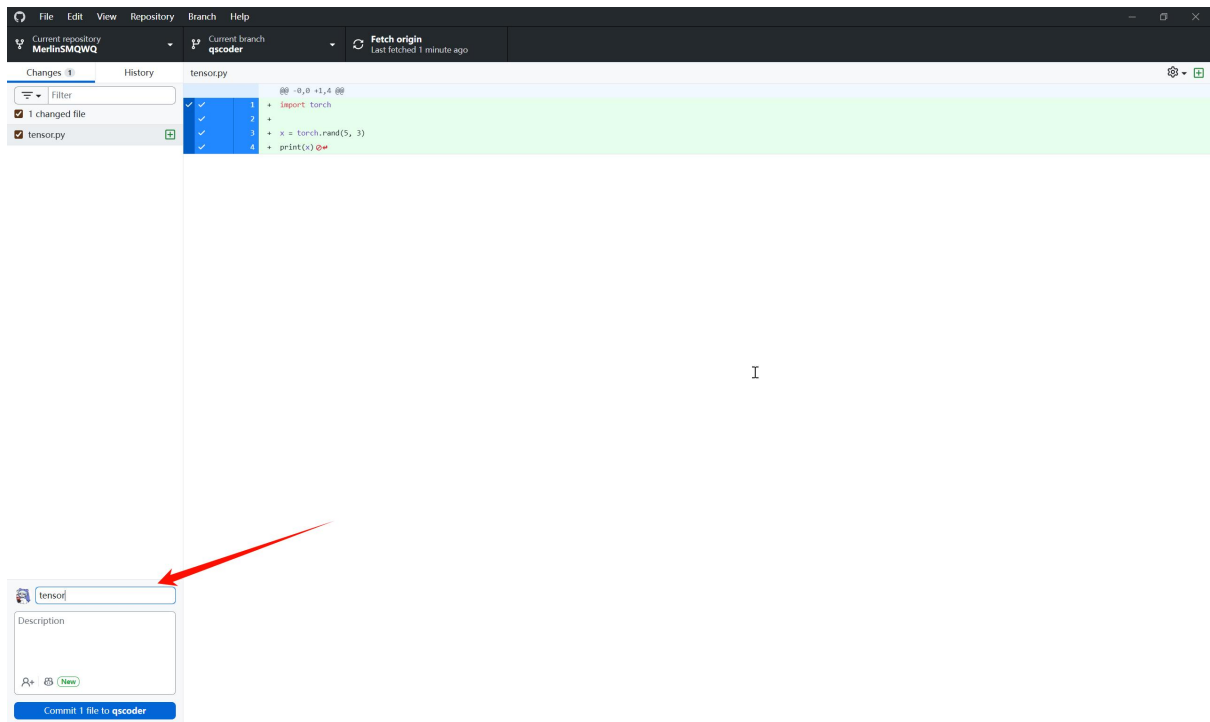 File Edit View Repository Branch Help
Current repository
MerlinSMQWQ
Current branch
qscoder
Fetch origin
Last fetched 1 minute ago
Changes 1 History
tensor.py
Filter
1 changed file
tensor.py
@@ -0,0 +1,4 @@
1 + import torch
2 +
3 + x = torch.rand(5, 3)
4 + print(x)
tensor
Description
New
Commit 1 file to qscoder